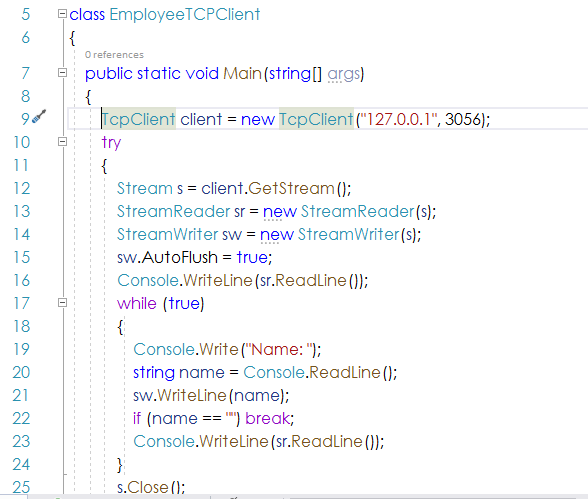 5 class EmployeeTCPClient
6 {
0 references
7 public static void Main(string[] args)
8 {
9 TcpClient client = new TcpClient("127.0.0.1", 3056);
10 try
11 {
12 Stream s = client.GetStream();
13 StreamReader sr = new StreamReader(s);
14 StreamWriter sw = new StreamWriter(s);
15 sw.AutoFlush = true;
16 Console.WriteLine(sr.ReadLine());
17 while (true)
18 {
19 Console.Write("Name: ");
20 string name = Console.ReadLine();
21 sw.WriteLine(name);
22 if (name == "") break;
23 Console.WriteLine(sr.ReadLine());
24 }
25 s.Close();